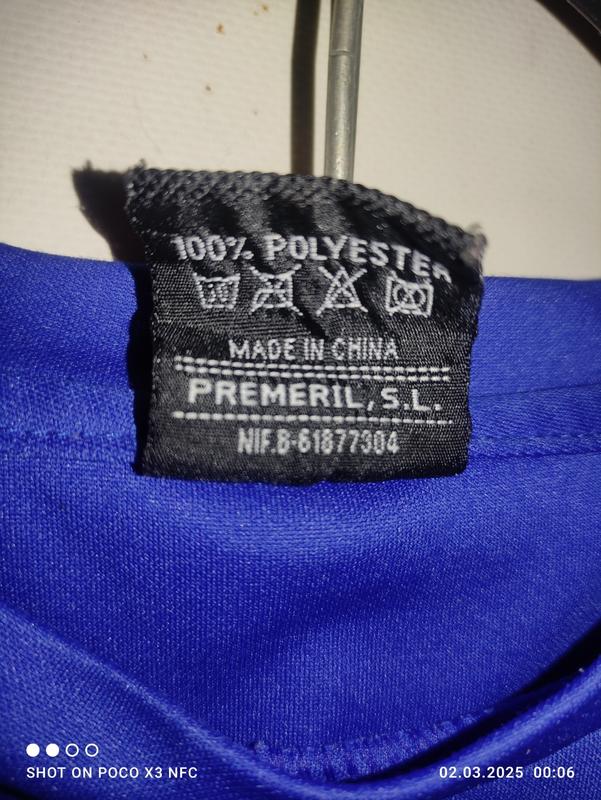 100% POLYESTER
MADE IN CHINA
PREMERIL, S.L.
NIF.B-61877304
SHOT ON POCO X3 NFC
02.03.2025 00:06